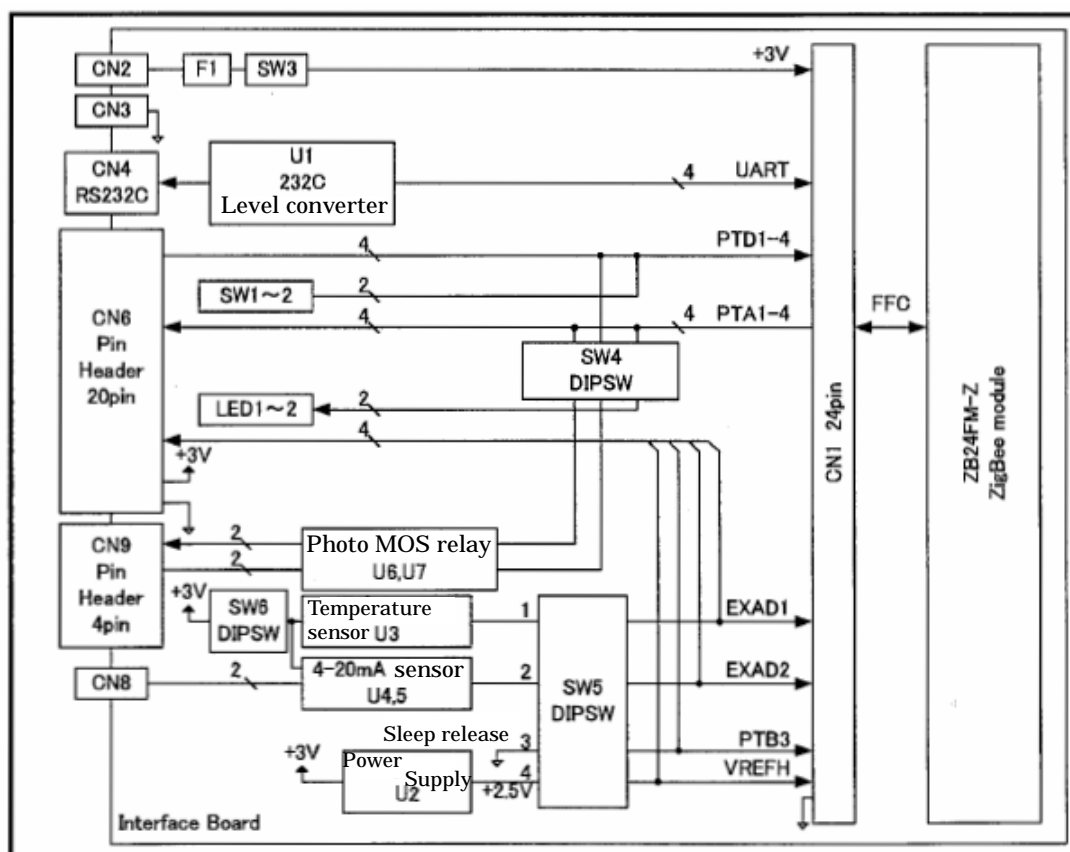 CN2
F1
SW3
+3V
CN3
CN4
RS232C
U1
232C
Level converter
4
UART
4
PTD1-4
SW1~2
2
4
4
PTA1-4
CN6
Pin
Header
20pin
SW4
DIPSW
LED1~2
2
4
+3V
FFC
CN1 24pin
ZB24FM-Z
ZigBee module
CN9
Pin
Header
4pin
2
2
Photo MOS relay
U6,U7
+3V
SW6
DIPSW
Temperature
sensor
U3
1
EXAD1
CN8
2
4-20mA sensor
U4,5
2
SW5
DIPSW
EXAD2
Sleep release
3
PTB3
+3V
Power
Supply
U2
4
+2.5V
VREFH
Interface Board